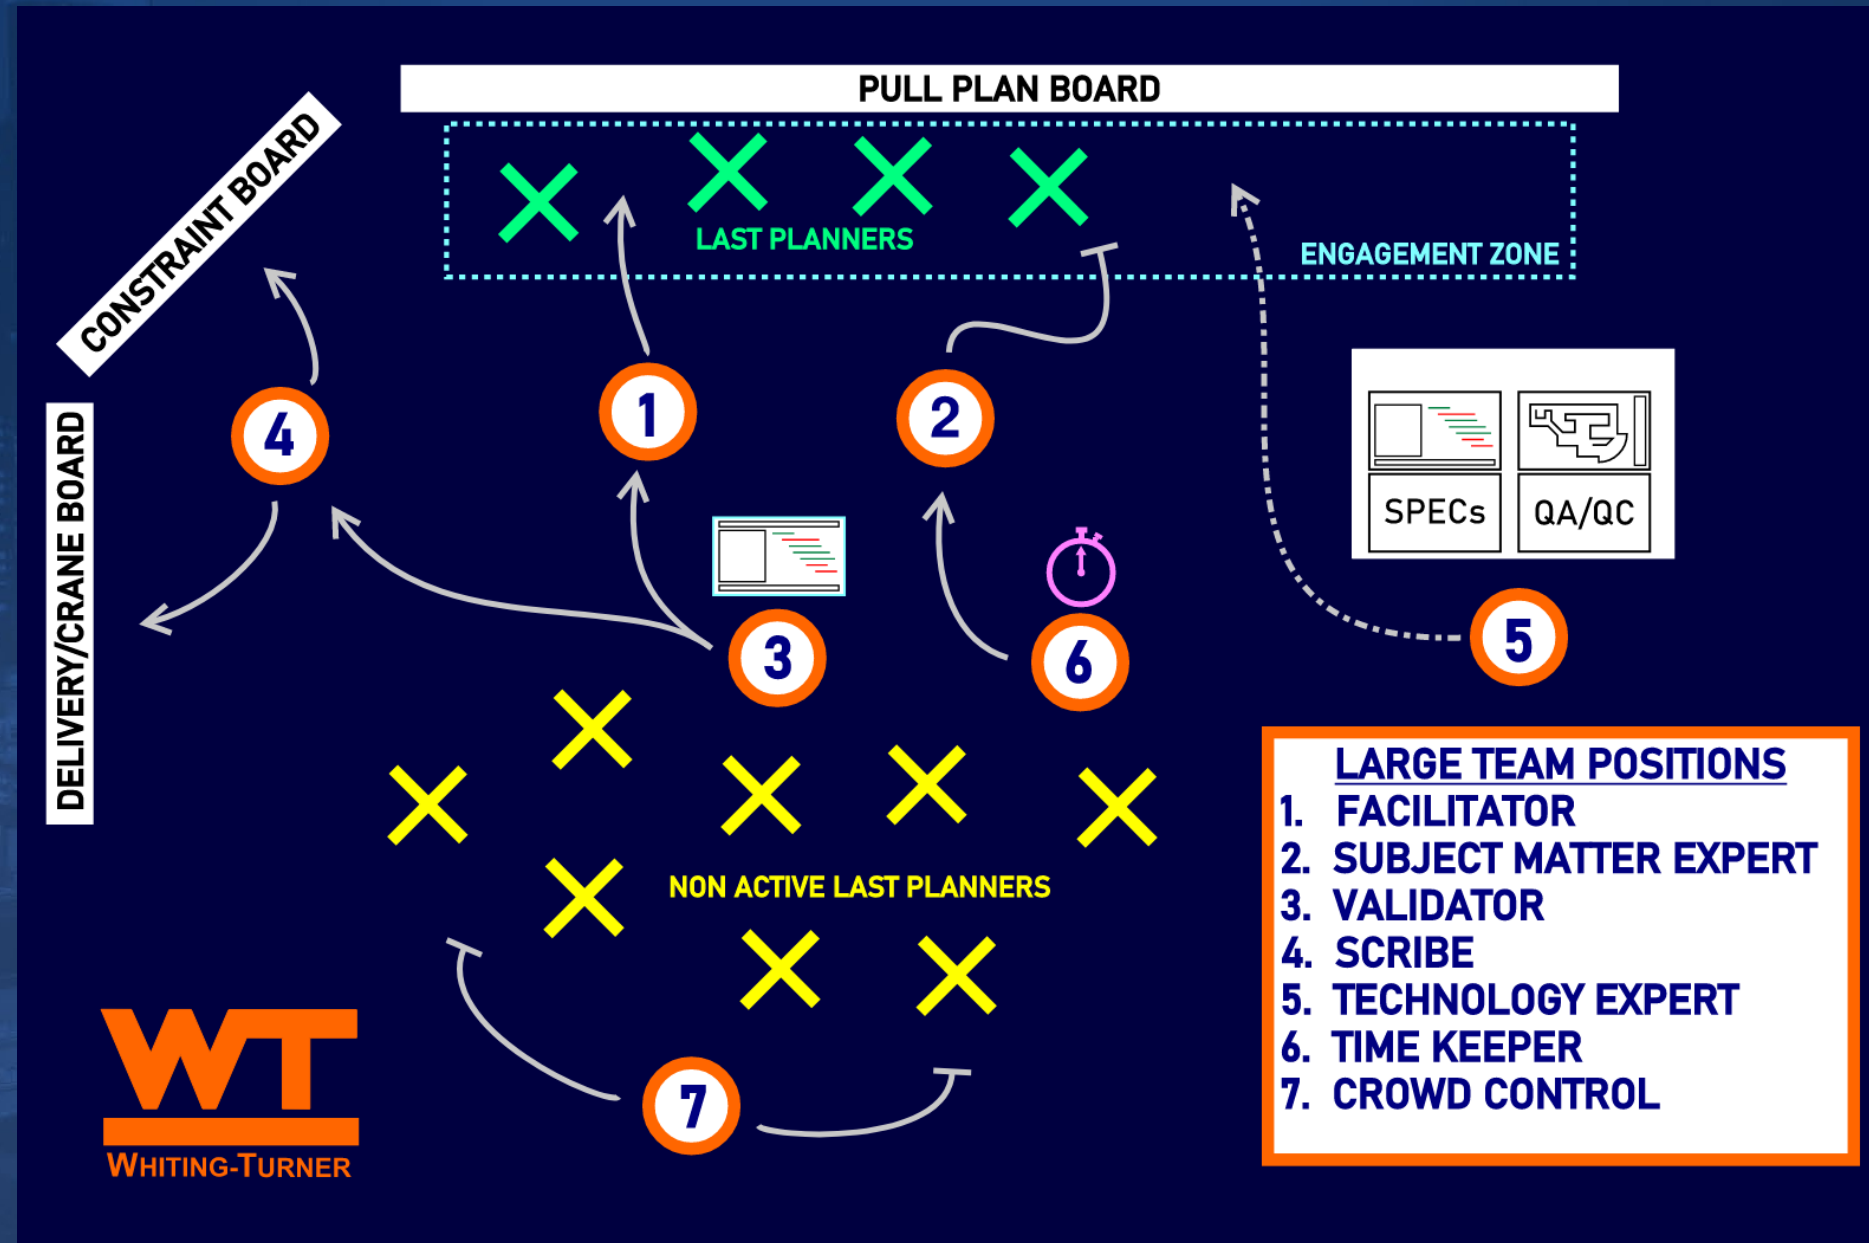 PULL PLAN BOARD
CONSTRAINT BOARD
LAST PLANNERS
ENGAGEMENT ZONE
DELIVERY/CRANE BOARD
4
1
2
SPECs
QA/QC
3
6
5
NON ACTIVE LAST PLANNERS
7
LARGE TEAM POSITIONS
1. FACILITATOR
2. SUBJECT MATTER EXPERT
3. VALIDATOR
4. SCRIBE
5. TECHNOLOGY EXPERT
6. TIME KEEPER
7. CROWD CONTROL
WT
WHITING-TURNER